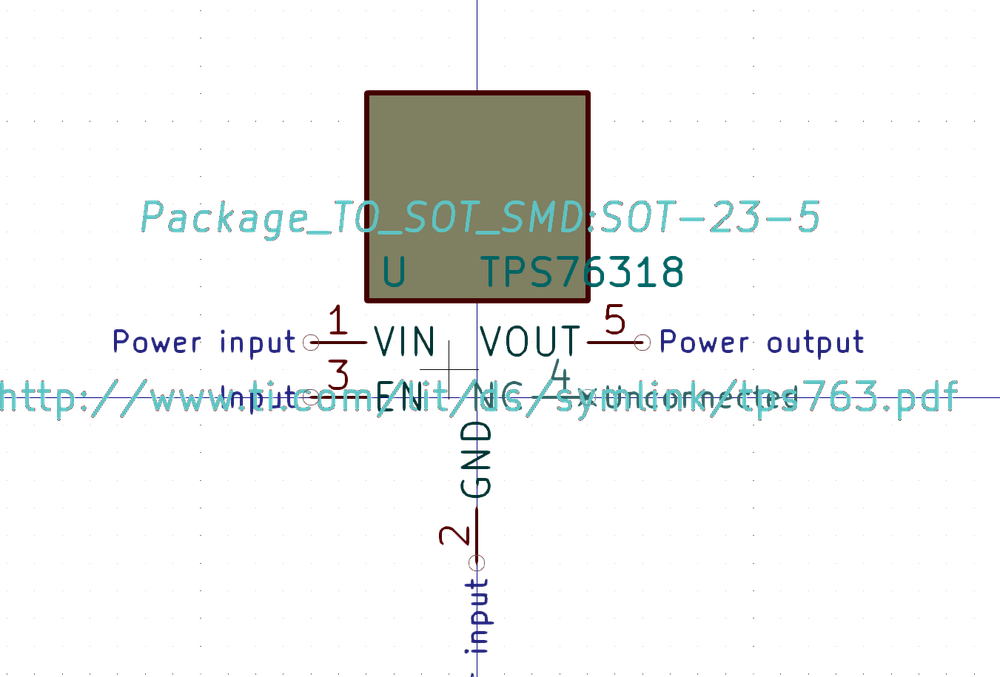 Package_TO_SOT_SMD:SOT-23-5
U TPS76318
Power input 1 VIN VOUT 5 Power output
Input 3 EN NC 4 Unconnected
http://www.ti.com/lit/ds/symlink/tps763.pdf
GND
2
input